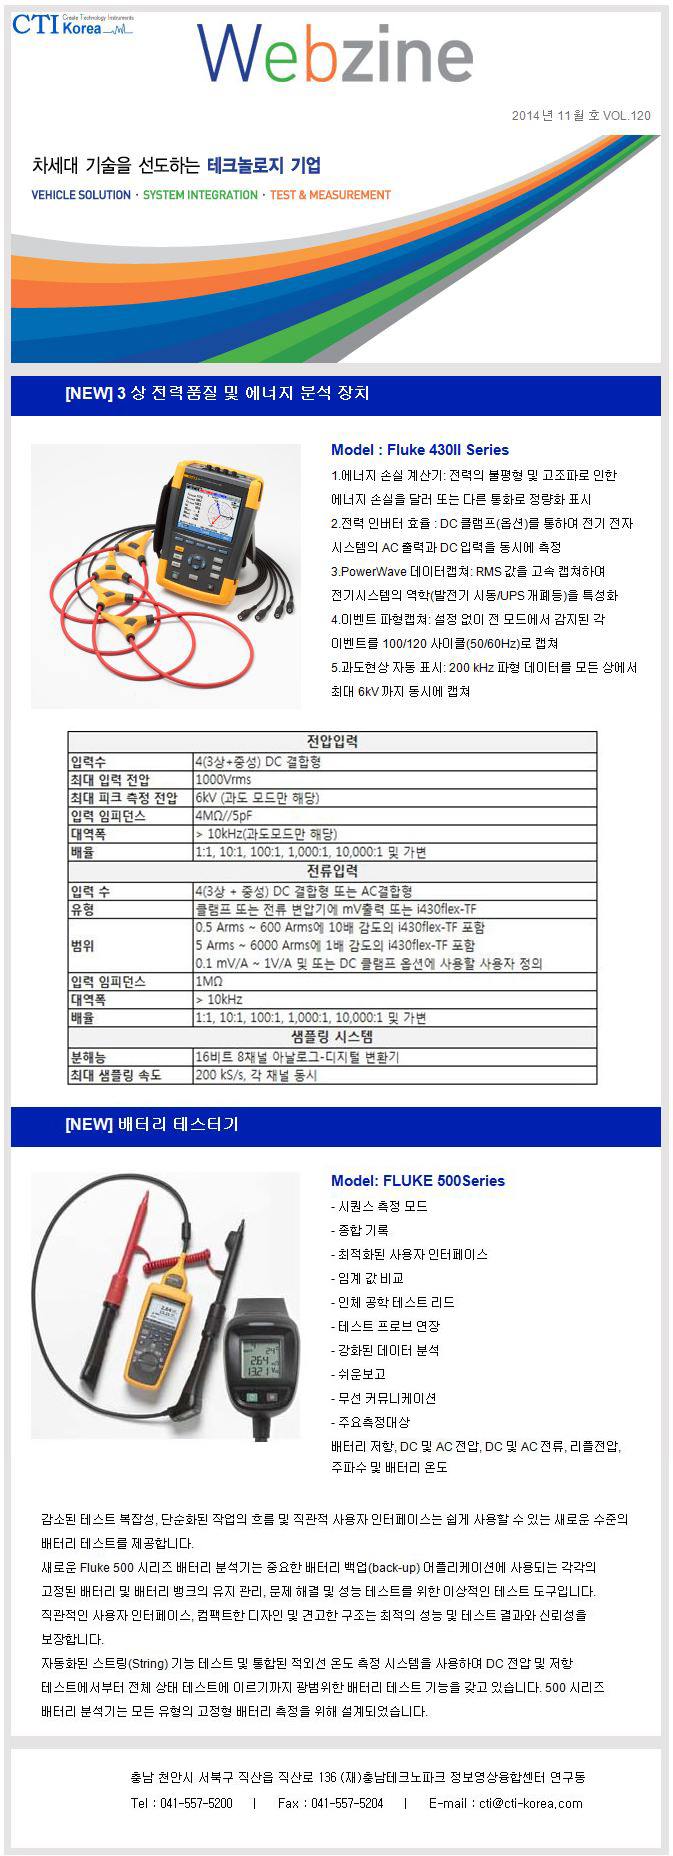 CTI Korea Create Technology Instruments
Webzine
2014년 11월 호 VOL.120
차세대 기술을 선도하는 테크놀로지 기업
VEHICLE SOLUTION · SYSTEM INTEGRATION · TEST & MEASUREMENT
[NEW] 3 상 전력품질 및 에너지 분석 장치
Model : Fluke 430II Series
1.에너지 손실 계산기: 전력의 불평형 및 고조파로 인한
에너지 손실을 달러 또는 다른 통화로 정량화 표시
2.전력 인버터 효율 : DC 클램프(옵션)를 통하여 전기 전자
시스템의 AC 출력과 DC 입력을 동시에 측정
3.PowerWave 데이터캡쳐: RMS 값을 고속 캡쳐하여
전기시스템의 역학(발전기 시동/UPS 개폐등)을 특성화
4.이벤트 파형캡쳐: 설정 없이 전 모드에서 감지된 각
이벤트를 100/120 사이클(50/60Hz)로 캡쳐
5.과도현상 자동 표시: 200 kHz 파형 데이터를 모든 상에서
최대 6kV 까지 동시에 캡쳐
전압입력
입력수 4(3상+중성) DC 결합형
최대 입력 전압 1000Vrms
최대 피크 측정 전압 6kV (과도 모드만 해당)
입력 임피던스 4MΩ//5pF
대역폭 > 10kHz(과도모드만 해당)
배율 1:1, 10:1, 100:1, 1,000:1, 10,000:1 및 가변
전류입력
입력 수 4(3상 + 중성) DC 결합형 또는 AC결합형
유형 클램프 또는 전류 변압기에 mV출력 또는 i430flex-TF
범위 0.5 Arms ~ 600 Arms에 10배 감도의 i430flex-TF 포함
5 Arms ~ 6000 Arms에 1배 감도의 i430flex-TF 포함
0.1 mV/A ~ 1V/A 및 또는 DC 클램프 옵션에 사용할 사용자 정의
입력 임피던스 1MΩ
대역폭 > 10kHz
배율 1:1, 10:1, 100:1, 1,000:1, 10,000:1 및 가변
샘플링 시스템
분해능 16비트 8채널 아날로그-디지털 변환기
최대 샘플링 속도 200 kS/s, 각 채널 동시
[NEW] 배터리 테스터기
Model: FLUKE 500Series
- 시퀀스 측정 모드
- 종합 기록
- 최적화된 사용자 인터페이스
- 임계 값 비교
- 인체 공학 테스트 리드
- 테스트 프로브 연장
- 강화된 데이터 분석
- 쉬운보고
- 무선 커뮤니케이션
- 주요측정대상
배터리 저항, DC 및 AC 전압, DC 및 AC 전류, 리플전압,
주파수 및 배터리 온도
감소된 테스트 복잡성, 단순화된 작업의 흐름 및 직관적 사용자 인터페이스는 쉽게 사용할 수 있는 새로운 수준의
배터리 테스트를 제공합니다.
새로운 Fluke 500 시리즈 배터리 분석기는 중요한 배터리 백업(back-up) 어플리케이션에 사용되는 각각의
고정된 배터리 및 배터리 뱅크의 유지 관리, 문제 해결 및 성능 테스트를 위한 이상적인 테스트 도구입니다.
직관적인 사용자 인터페이스, 컴팩트한 디자인 및 견고한 구조는 최적의 성능 및 테스트 결과와 신뢰성을
보장합니다.
자동화된 스트링(String) 기능 테스트 및 통합된 적외선 온도 측정 시스템을 사용하여 DC 전압 및 저항
테스트에서부터 전체 상태 테스트에 이르기까지 광범위한 배터리 테스트 기능을 갖고 있습니다. 500 시리즈
배터리 분석기는 모든 유형의 고정형 배터리 측정을 위해 설계되었습니다.
충남 천안시 서북구 직산읍 직산로 136 (재)충남테크노파크 정보영상융합센터 연구동
Tel : 041-557-5200 | Fax : 041-557-5204 | E-mail : cti@cti-korea.com